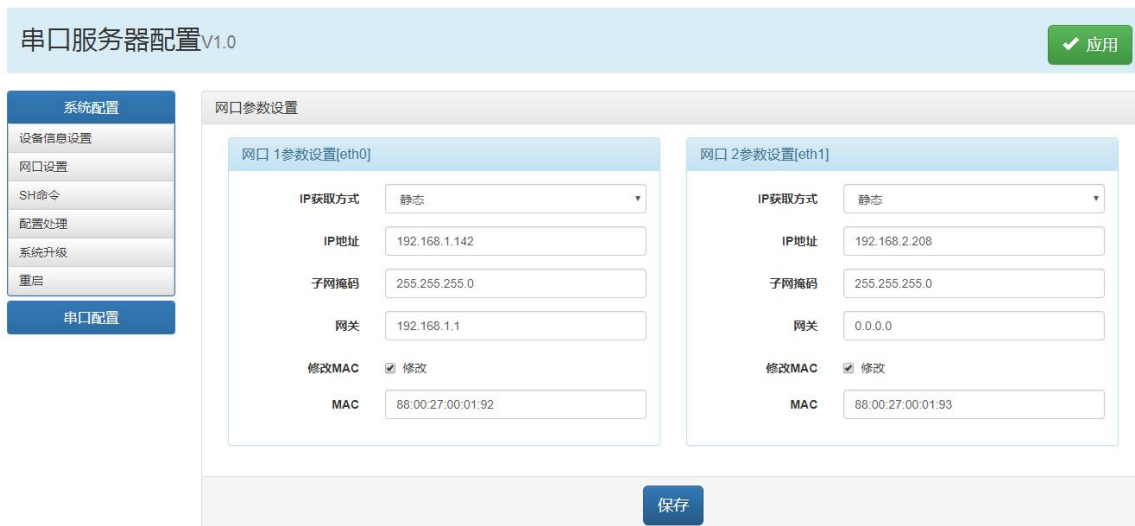 串口服务器配置V1.0
应用
系统配置
设备信息设置
网口设置
SH命令
配置处理
系统升级
重启
串口配置
网口参数设置
网口 1参数设置[eth0]
IP获取方式 静态
IP地址 192.168.1.142
子网掩码 255.255.255.0
网关 192.168.1.1
修改MAC 修改
MAC 88:00:27:00:01:92
网口 2参数设置[eth1]
IP获取方式 静态
IP地址 192.168.2.208
子网掩码 255.255.255.0
网关 0.0.0.0
修改MAC 修改
MAC 88:00:27:00:01:93
保存